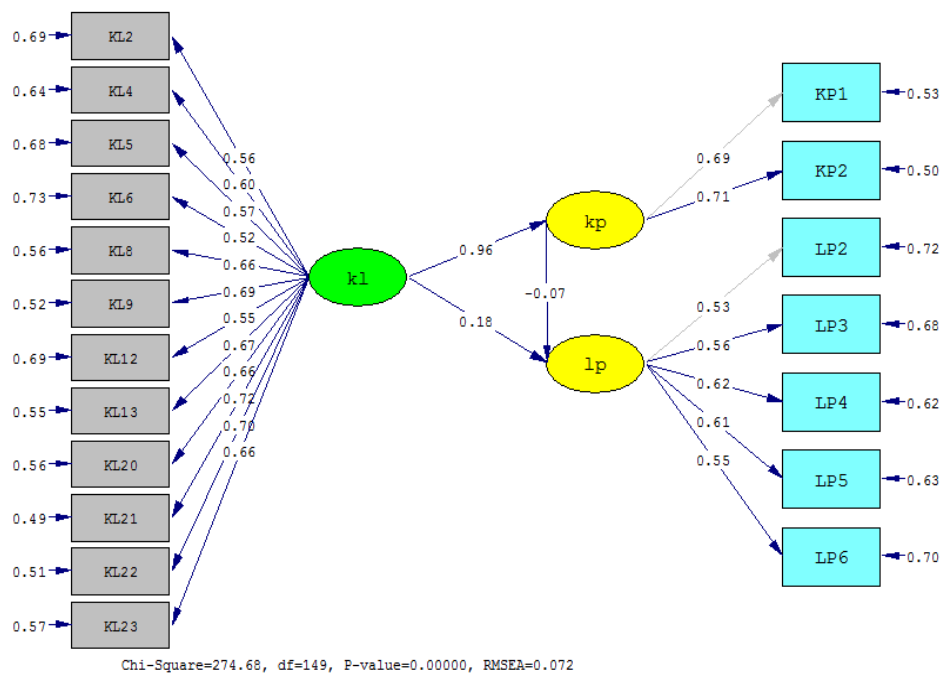 0.69 KL2
0.64 KL4
0.68 KL5
0.73 KL6
0.56 KL8
0.52 KL9
0.69 KL12
0.55 KL13
0.56 KL20
0.49 KL21
0.51 KL22
0.57 KL23
0.56
0.60
0.57
0.52
0.66
0.69
0.55
0.67
0.66
0.72
0.70
0.66
kl
0.96
0.18
kp
-0.07
lp
0.69
0.71
0.53
0.56
0.62
0.61
0.55
KP1 0.53
KP2 0.50
LP2 0.72
LP3 0.68
LP4 0.62
LP5 0.63
LP6 0.70
Chi-Square=274.68, df=149, P-value=0.00000, RMSEA=0.072